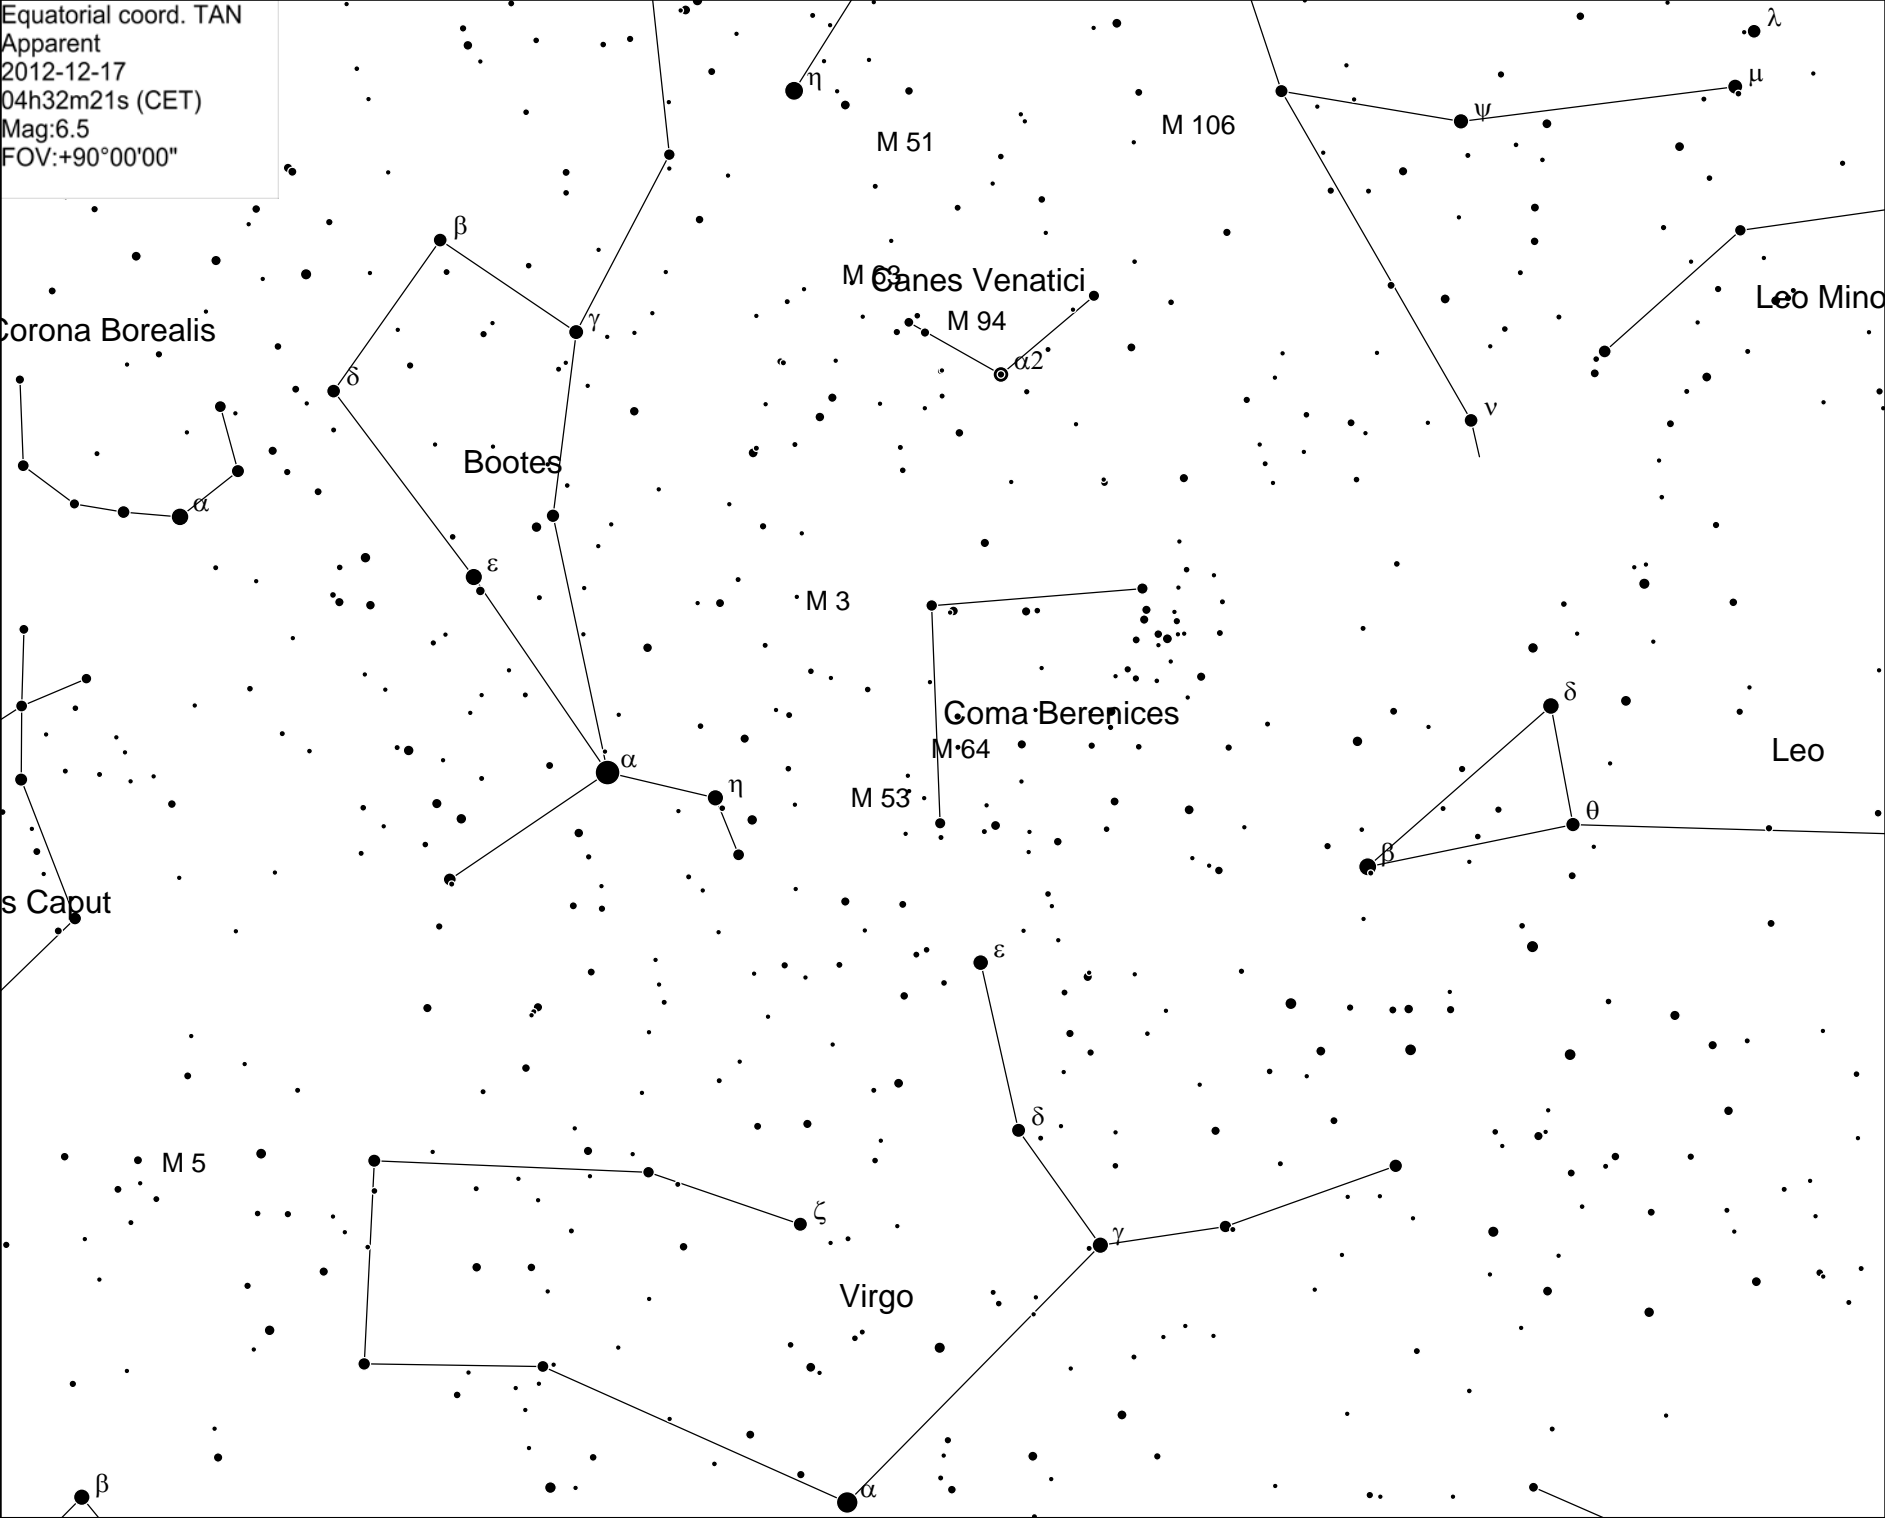 Equatorial coord. TAN
Apparent
2012-12-17
04h32m21s (CET)
Mag:6.5
FOV:+90°00'00"
λ
η
μ
ψ
M 51
M 106
β
M 63
Canes Venatici
Leo Mino
γ
M 94
Corona Borealis
α2
δ
ν
Bootes
α
ε
M 3
δ
Coma Berenices
M 64
Leo
α
η
M 53
θ
β
s Caput
ε
δ
M 5
ζ
γ
Virgo
β
α